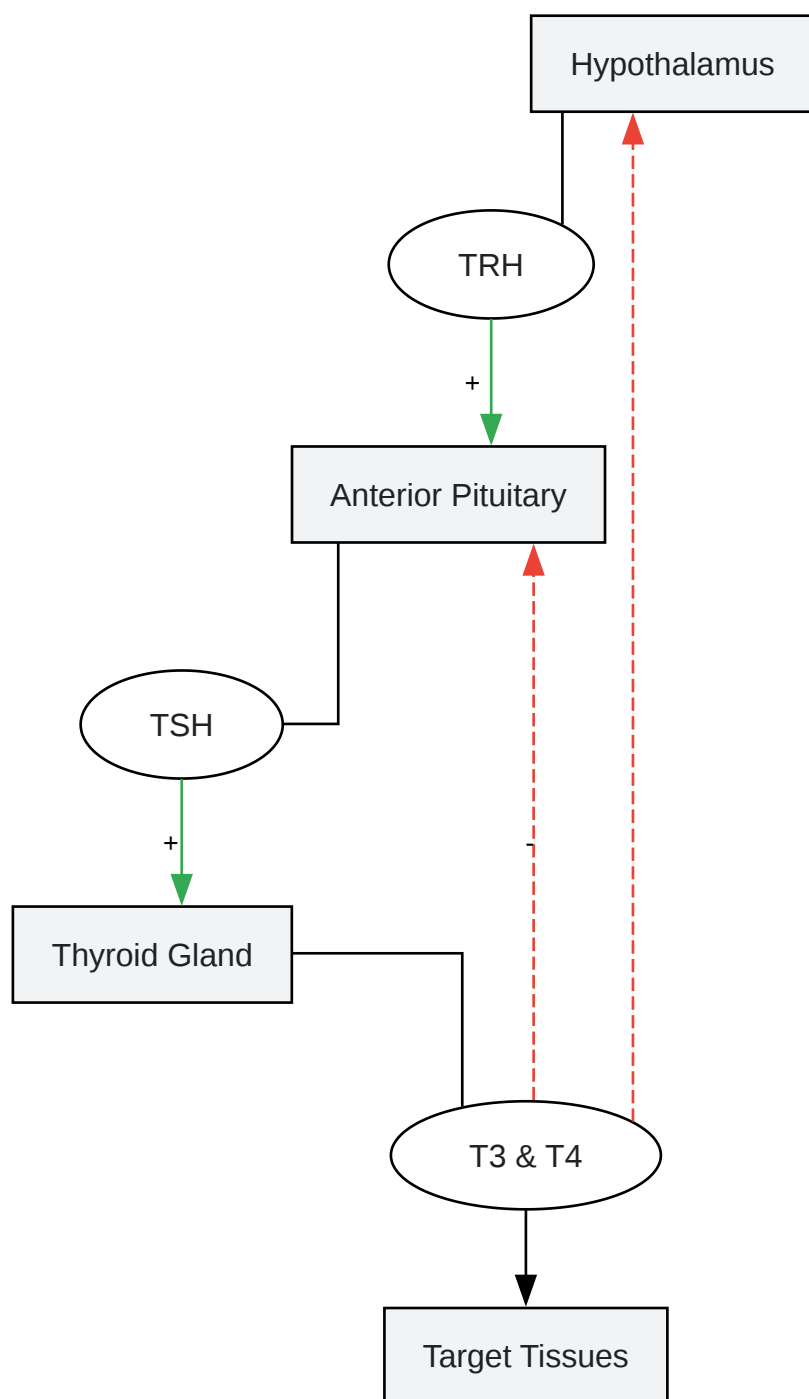 Hypothalamus
TRH
+
Anterior Pituitary
TSH
+
-
Thyroid Gland
T3 & T4
Target Tissues